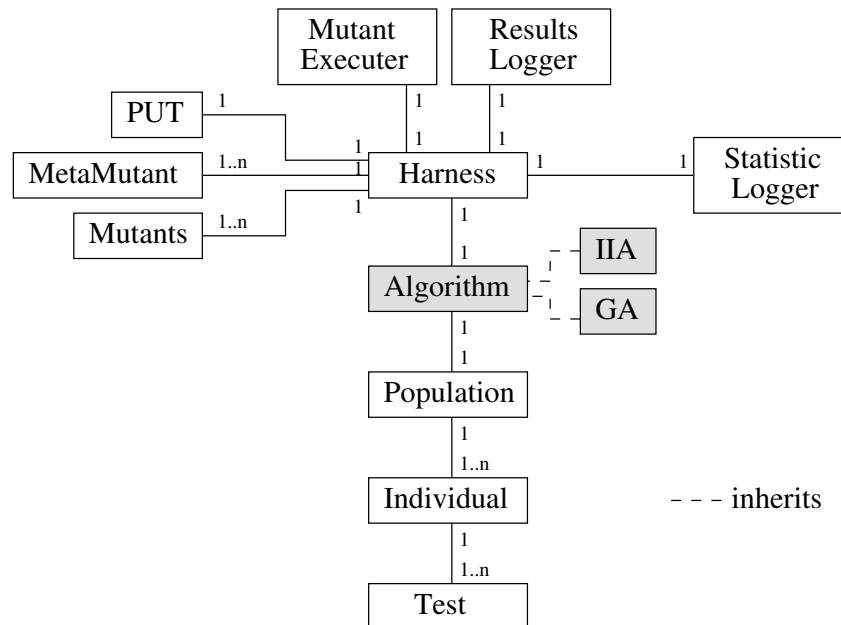 Mutant
Executer
Results
Logger
1
1
PUT
1
1
1
1
MetaMutant
1..n
1
Harness
1
1
Statistic
Logger
Mutants
1..n
1
1
1
IIA
Algorithm
GA
1
1
Population
1
1..n
Individual
inherits
1
1..n
Test